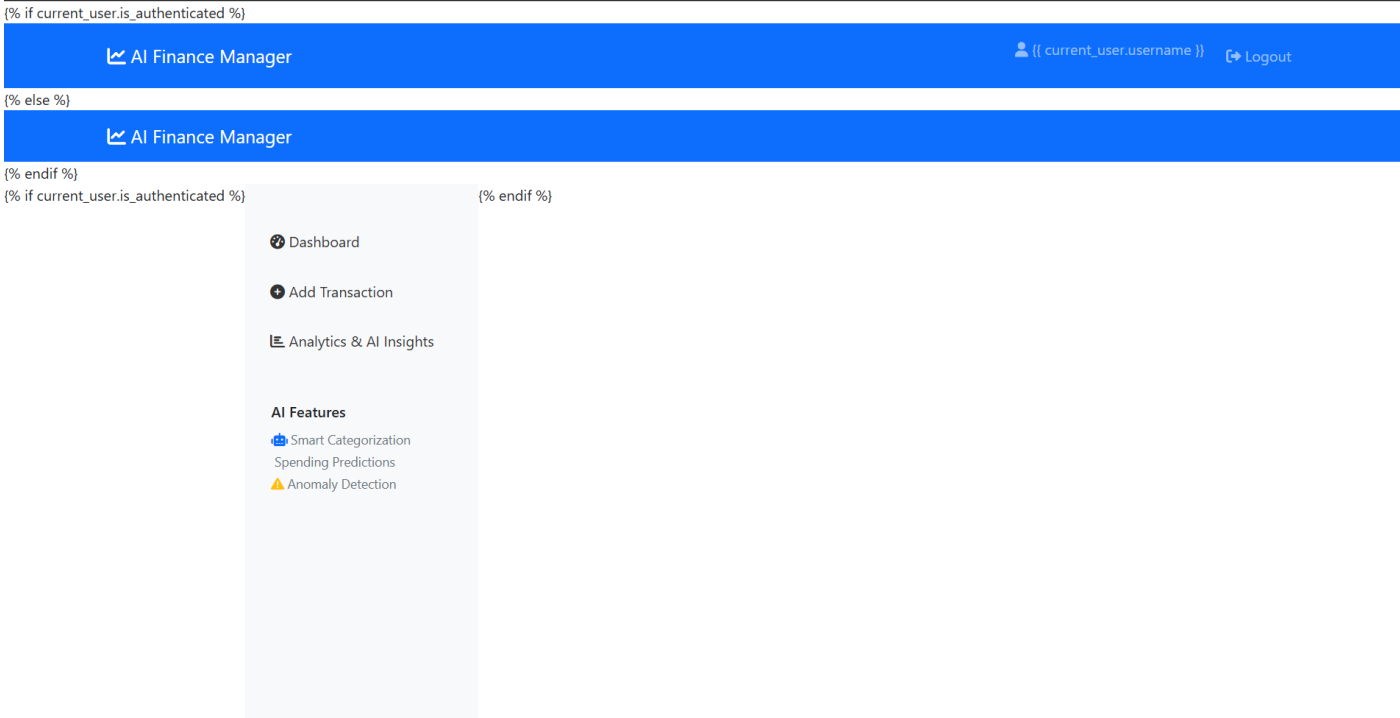 {% if current_user.is_authenticated %}
AI Finance Manager
{{ current_user.username }}
Logout
{% else %}
AI Finance Manager
{% endif %}
{% if current_user.is_authenticated %}
{% endif %}
Dashboard
Add Transaction
Analytics & AI Insights
AI Features
Smart Categorization
Spending Predictions
Anomaly Detection